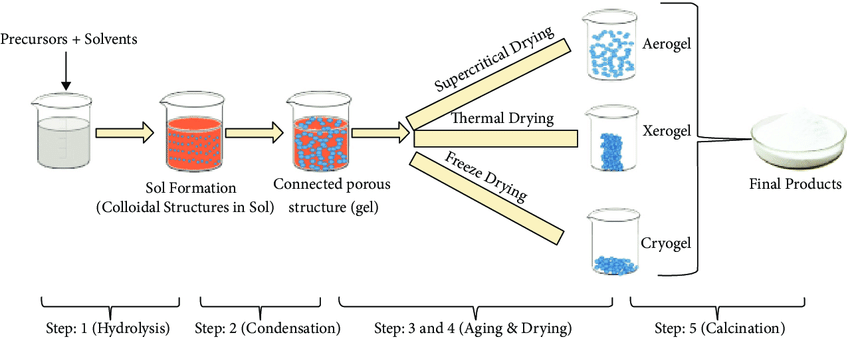 Precursors + Solvents
Sol Formation
(Colloidal Structures in Sol)
Connected porous
structure (gel)
Supercritical Drying
Thermal Drying
Freeze Drying
Aerogel
Xerogel
Cryogel
Final Products
Step: 1 (Hydrolysis)
Step: 2 (Condensation)
Step: 3 and 4 (Aging & Drying)
Step: 5 (Calcination)